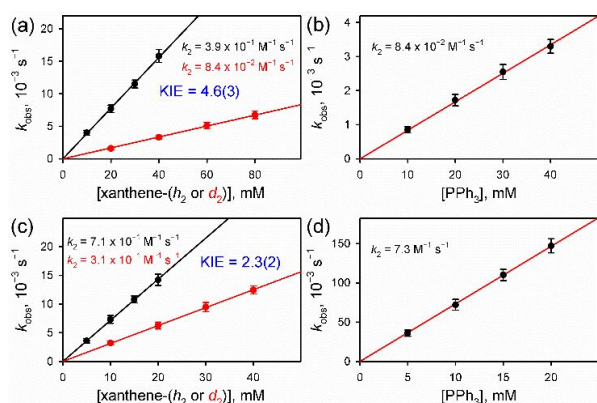 (a)
20
15
10
5
0
k_obs, 10⁻³ s⁻¹
k₂ = 3.9 x 10⁻¹ M⁻¹ s⁻¹
k₂ = 8.4 x 10⁻² M⁻¹ s⁻¹
KIE = 4.6(3)
0 20 40 60 80
[xanthene-(h₂ or d₂)], mM
(b)
4
3
2
1
0
k_obs, 10⁻³ s⁻¹
k₂ = 8.4 x 10⁻² M⁻¹ s⁻¹
0 10 20 30 40
[PPh₃], mM
(c)
25
20
15
10
5
0
k_obs, 10⁻³ s⁻¹
k₂ = 7.1 x 10⁻¹ M⁻¹ s⁻¹
k₂ = 3.1 x 10⁻¹ M⁻¹ s⁻¹
KIE = 2.3(2)
0 10 20 30 40
[xanthene-(h₂ or d₂)], mM
(d)
150
100
50
0
k_obs, 10⁻³ s⁻¹
k₂ = 7.3 M⁻¹ s⁻¹
0 5 10 15 20
[PPh₃], mM